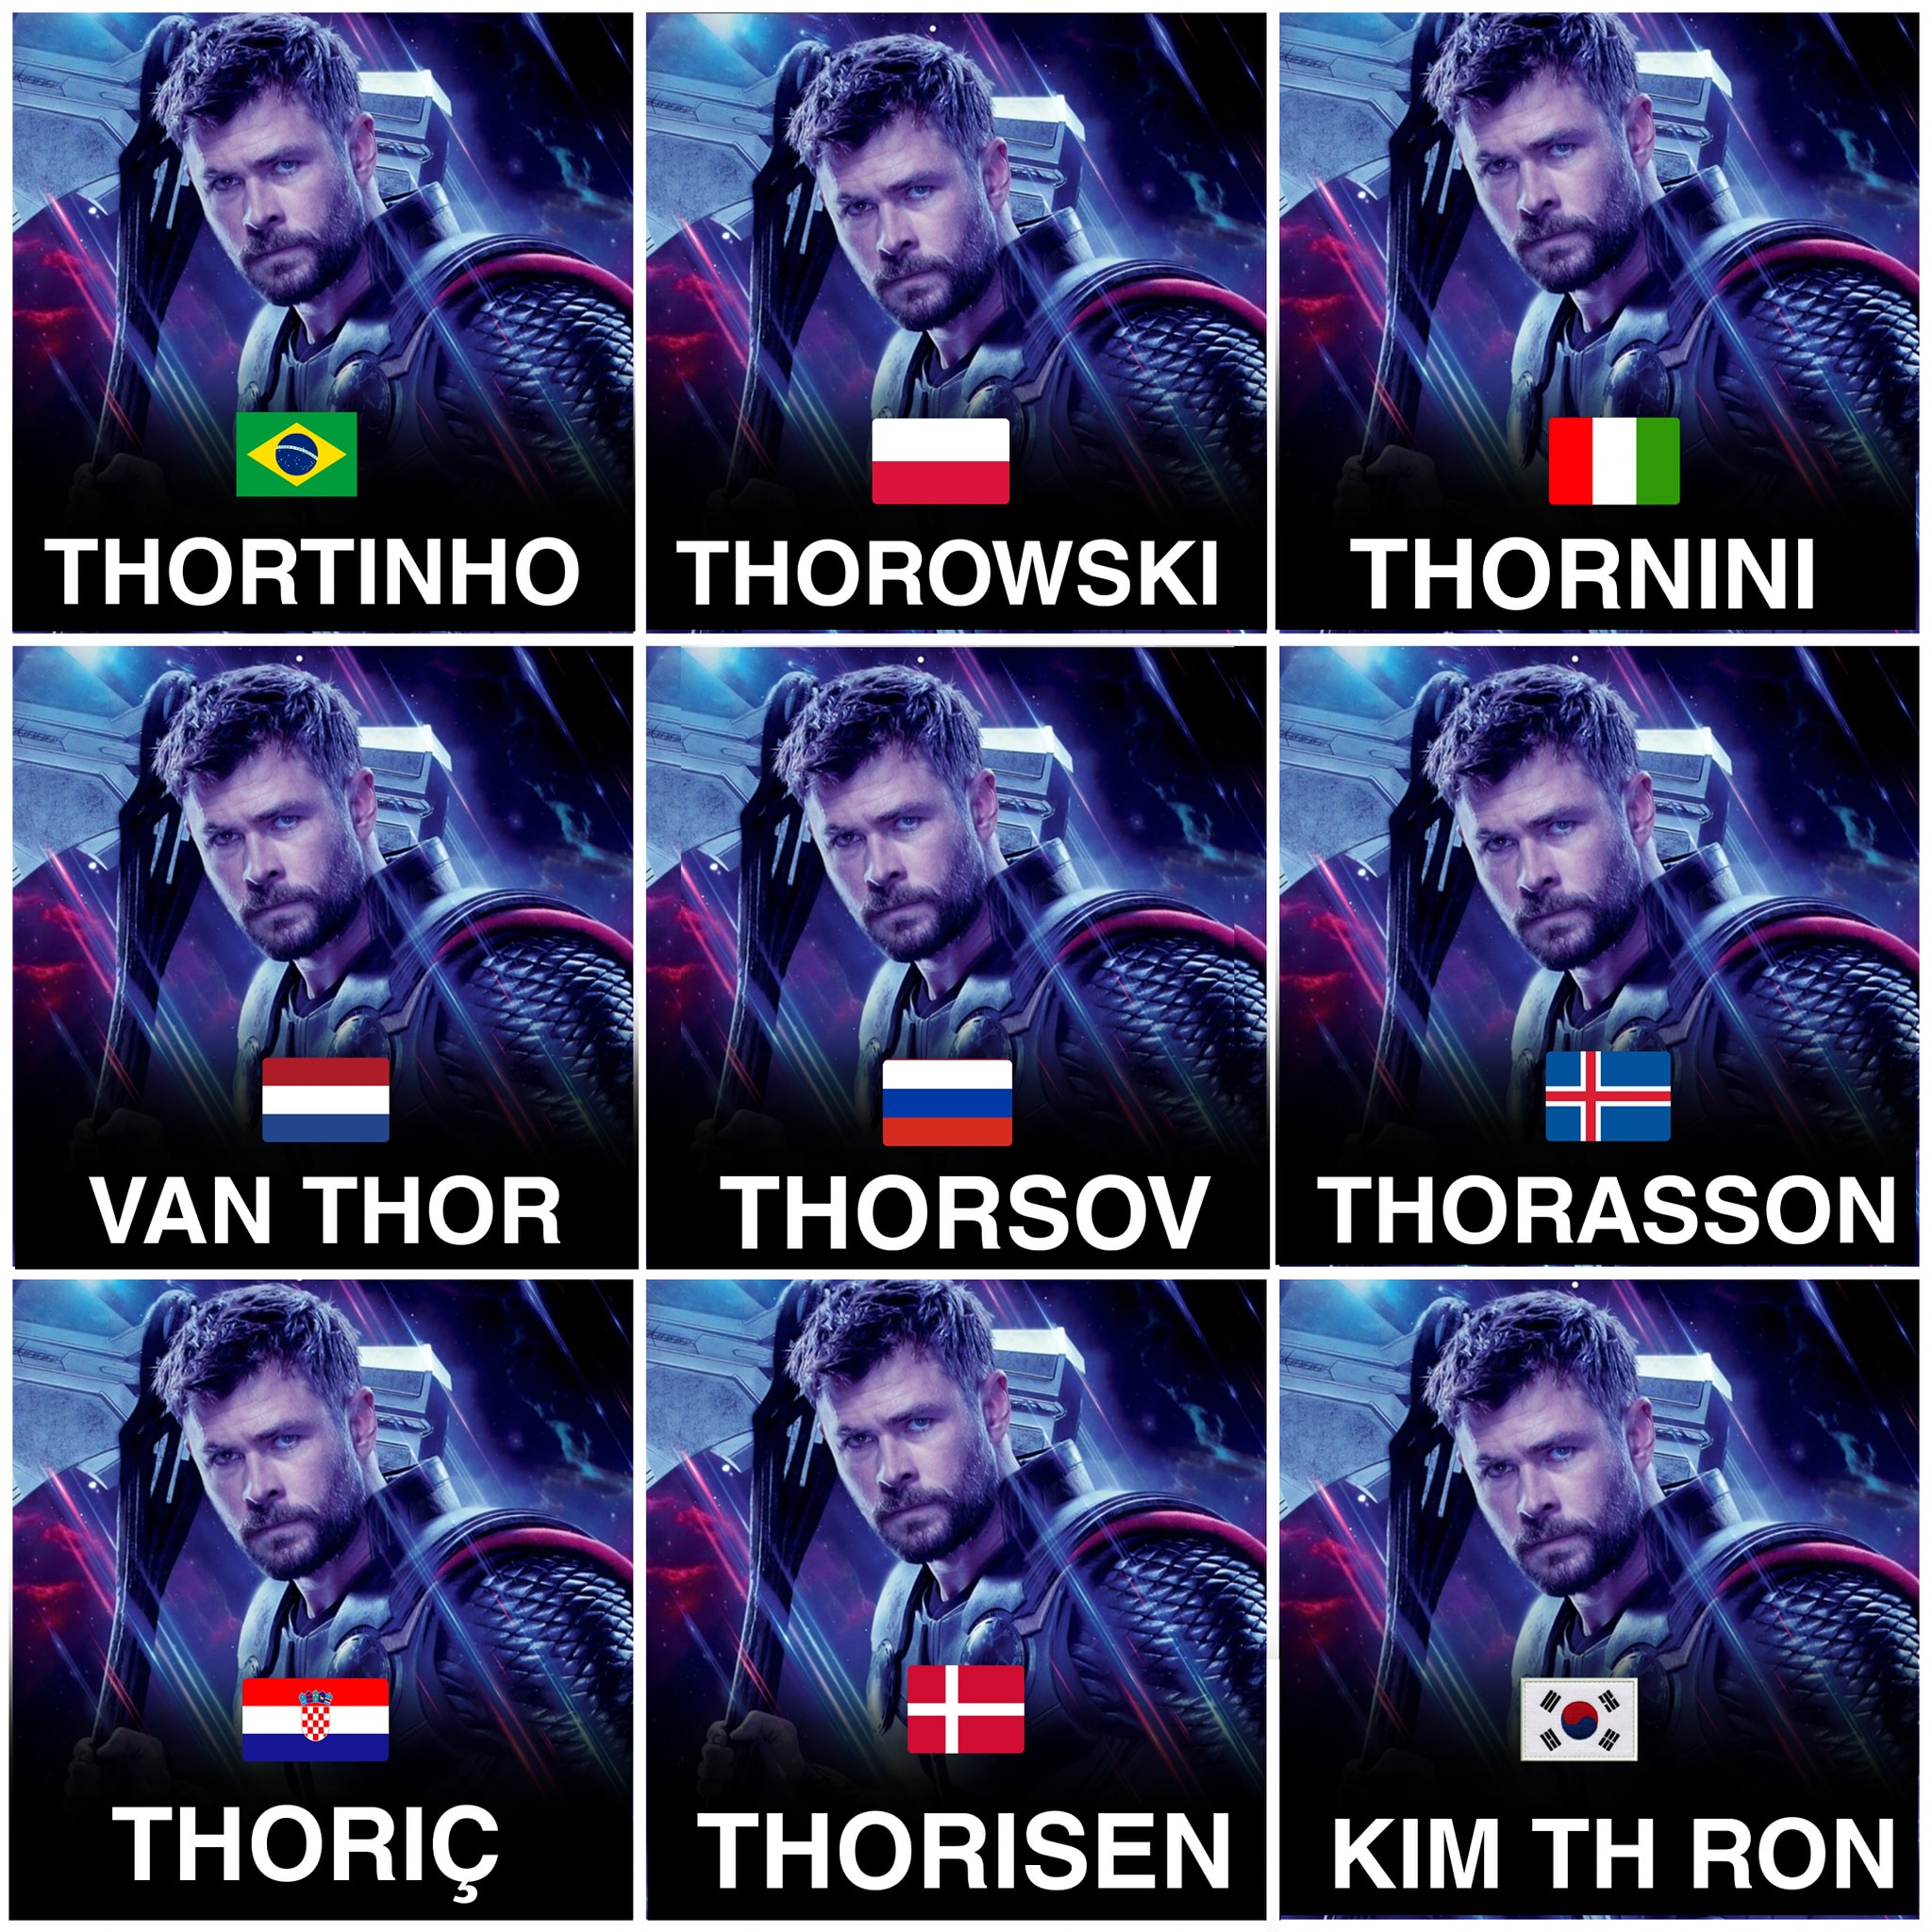 THORTINHO
THOROWSKI
THORNINI
VAN THOR
THORSOV
THORASSON
THORIÇ
THORISEN
KIM TH RON